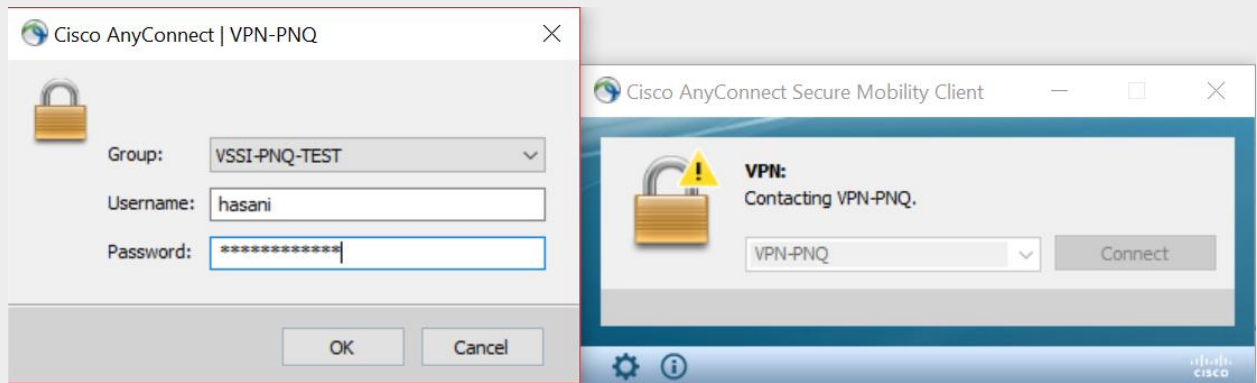 Cisco AnyConnect | VPN-PNQ
Group: VSSI-PNQ-TEST
Username: hasani
Password: ************
OK Cancel
Cisco AnyConnect Secure Mobility Client
VPN:
Contacting VPN-PNQ.
VPN-PNQ Connect
CISCO